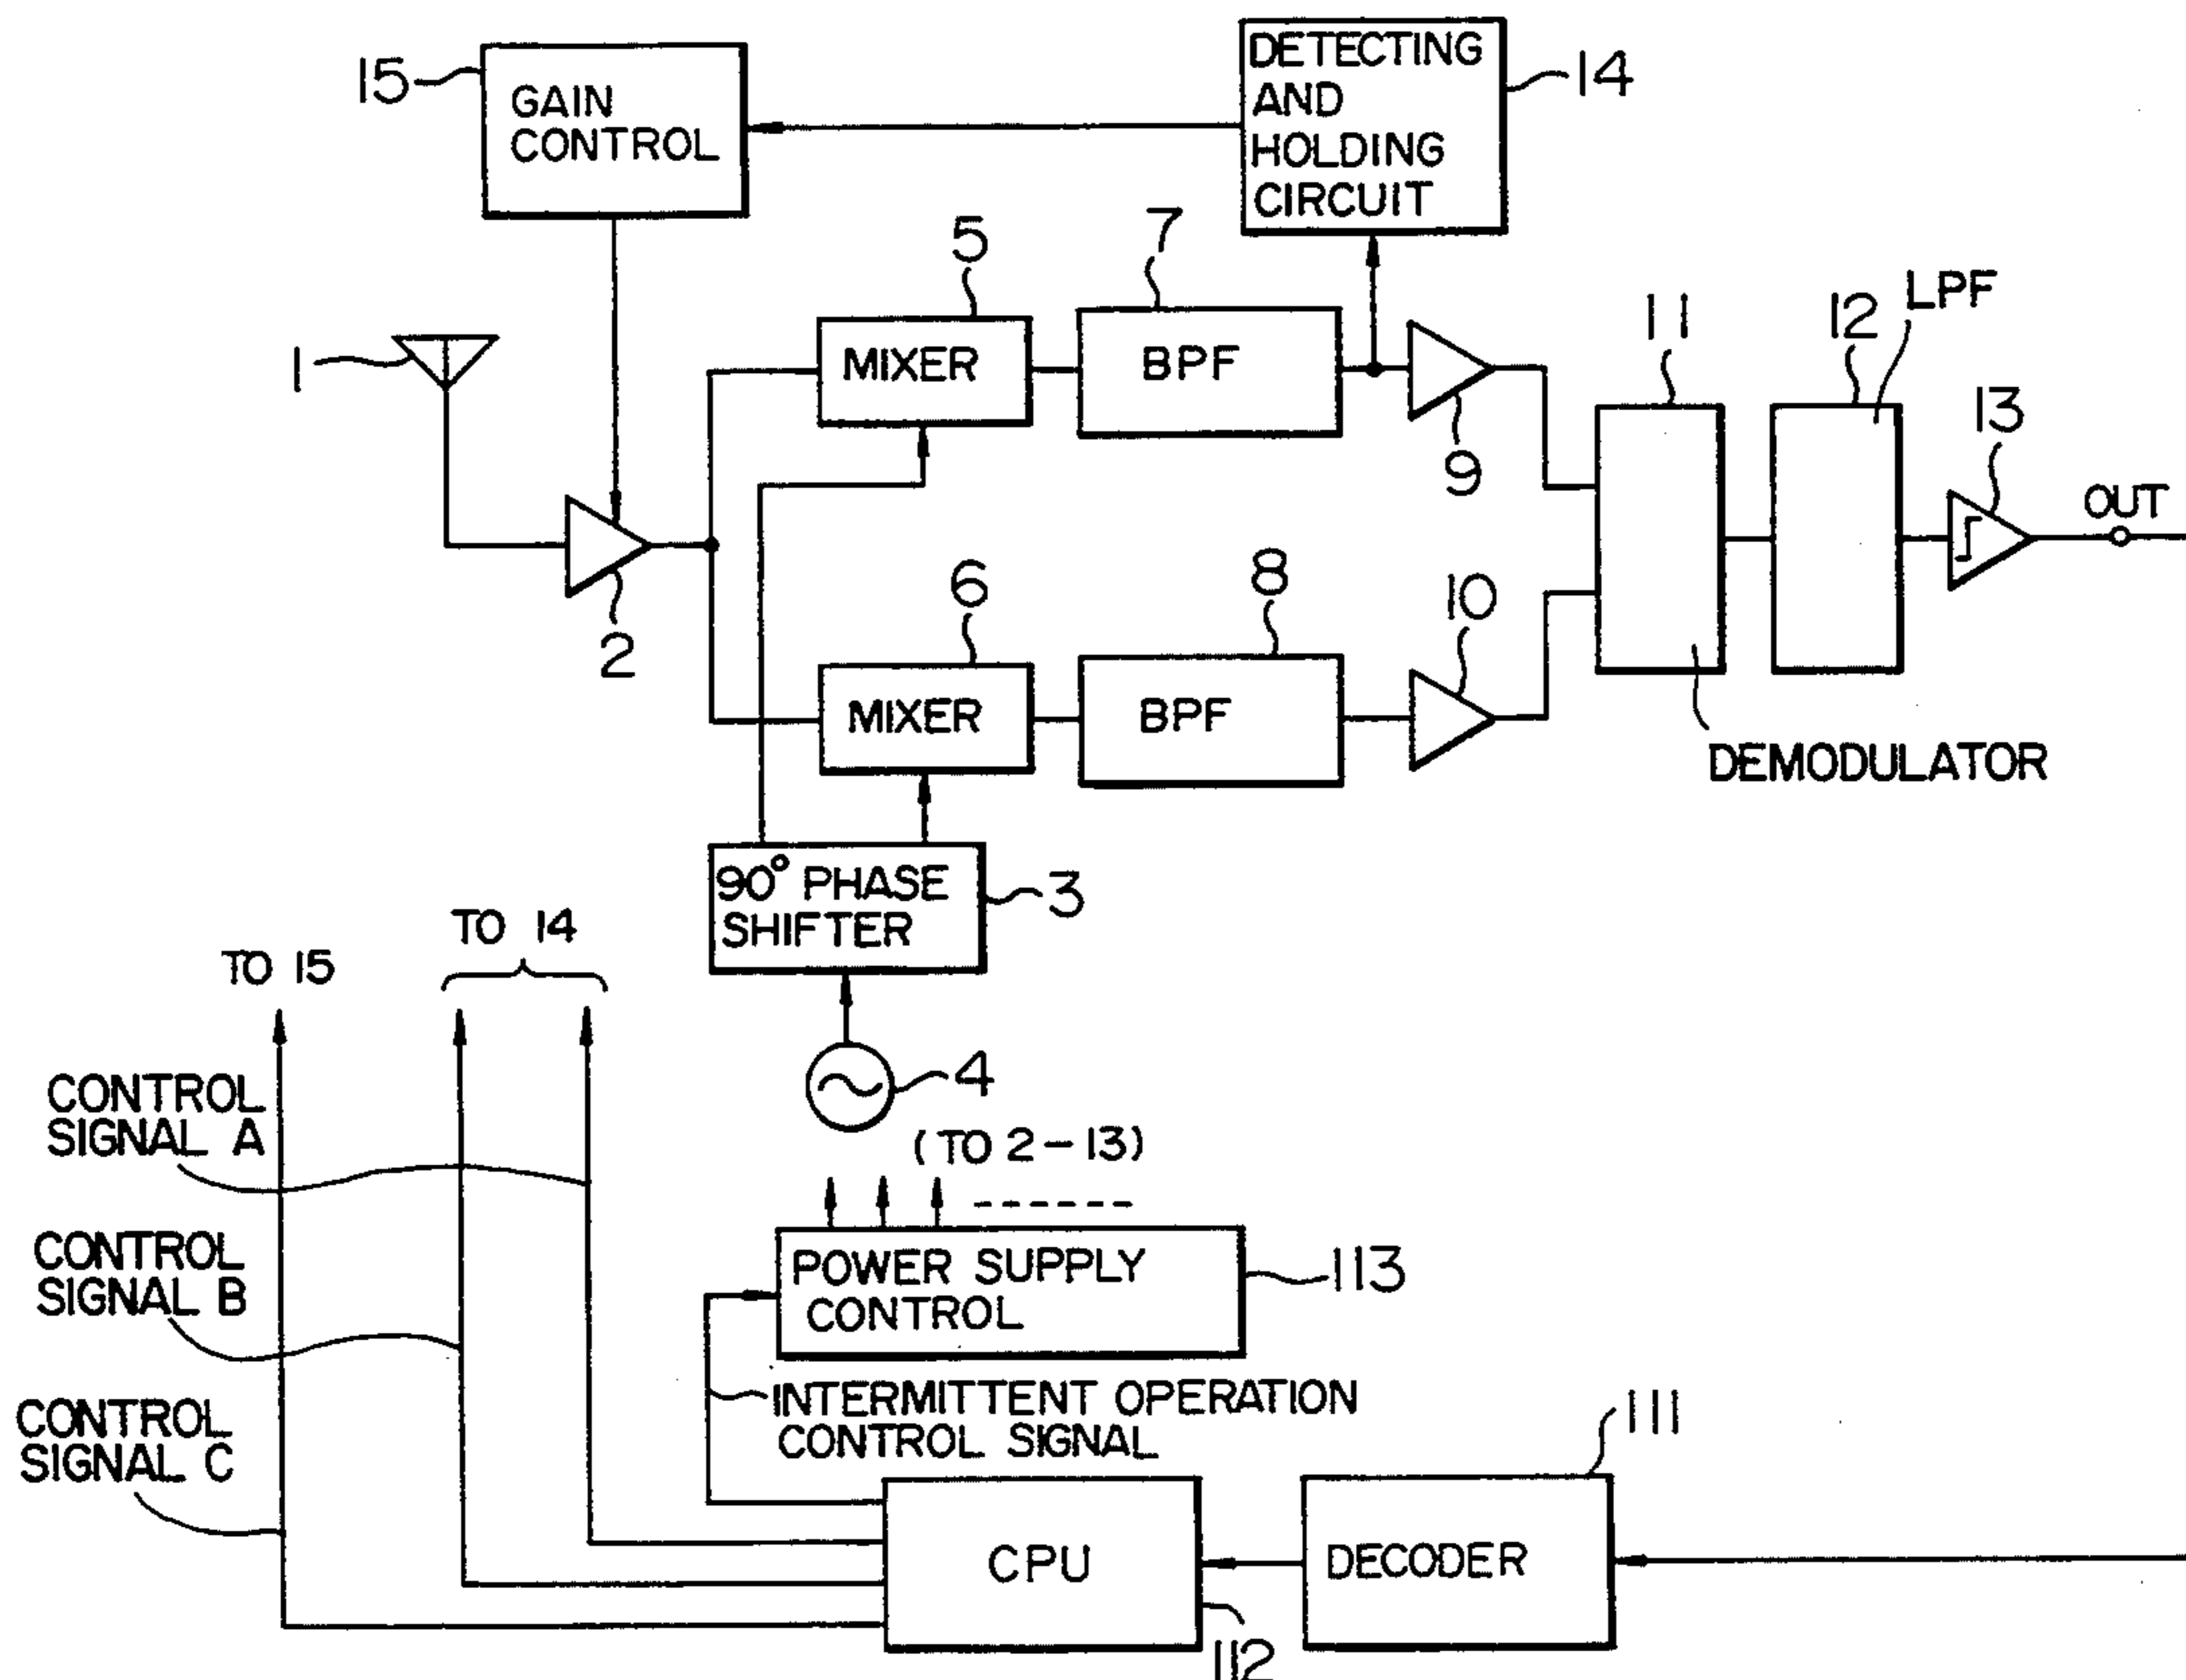 15
GAIN
CONTROL
DETECTING
AND
HOLDING
CIRCUIT
14
5
7
1
MIXER
BPF
9
11
12
LPF
13
OUT
2
6
8
10
MIXER
BPF
DEMODULATOR
90° PHASE
SHIFTER
3
TO 15
TO 14
4
CONTROL
SIGNAL A
(TO 2-13)
CONTROL
SIGNAL B
POWER SUPPLY
CONTROL
113
INTERMITTENT OPERATION
CONTROL SIGNAL
CONTROL
SIGNAL C
111
CPU
DECODER
112